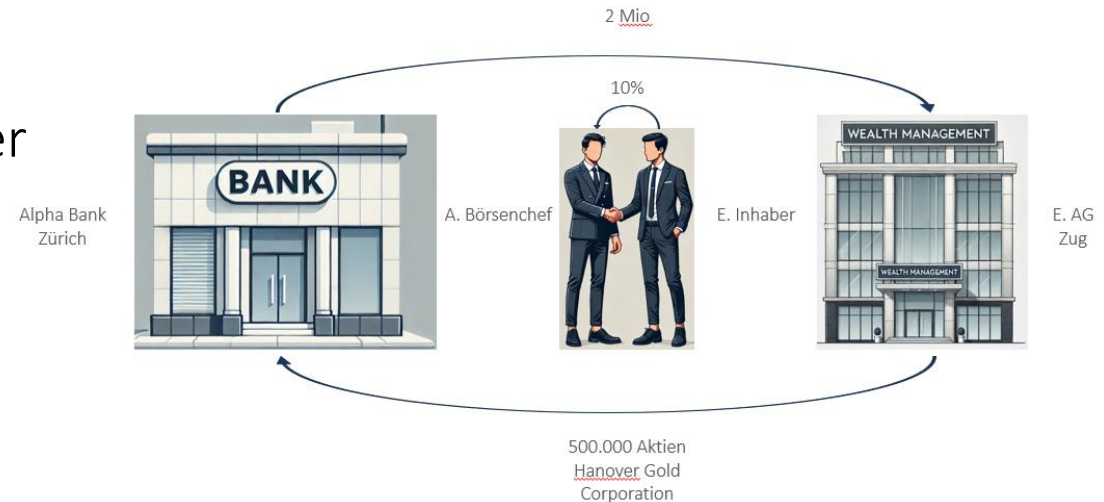 2 Mio
10%
er
BANK
WEALTH MANAGEMENT
Alpha Bank
Zürich
A. Börsenchef
E. Inhaber
WEALTH MANAGEMENT
E. AG
Zug
500.000 Aktien
Hanover Gold
Corporation